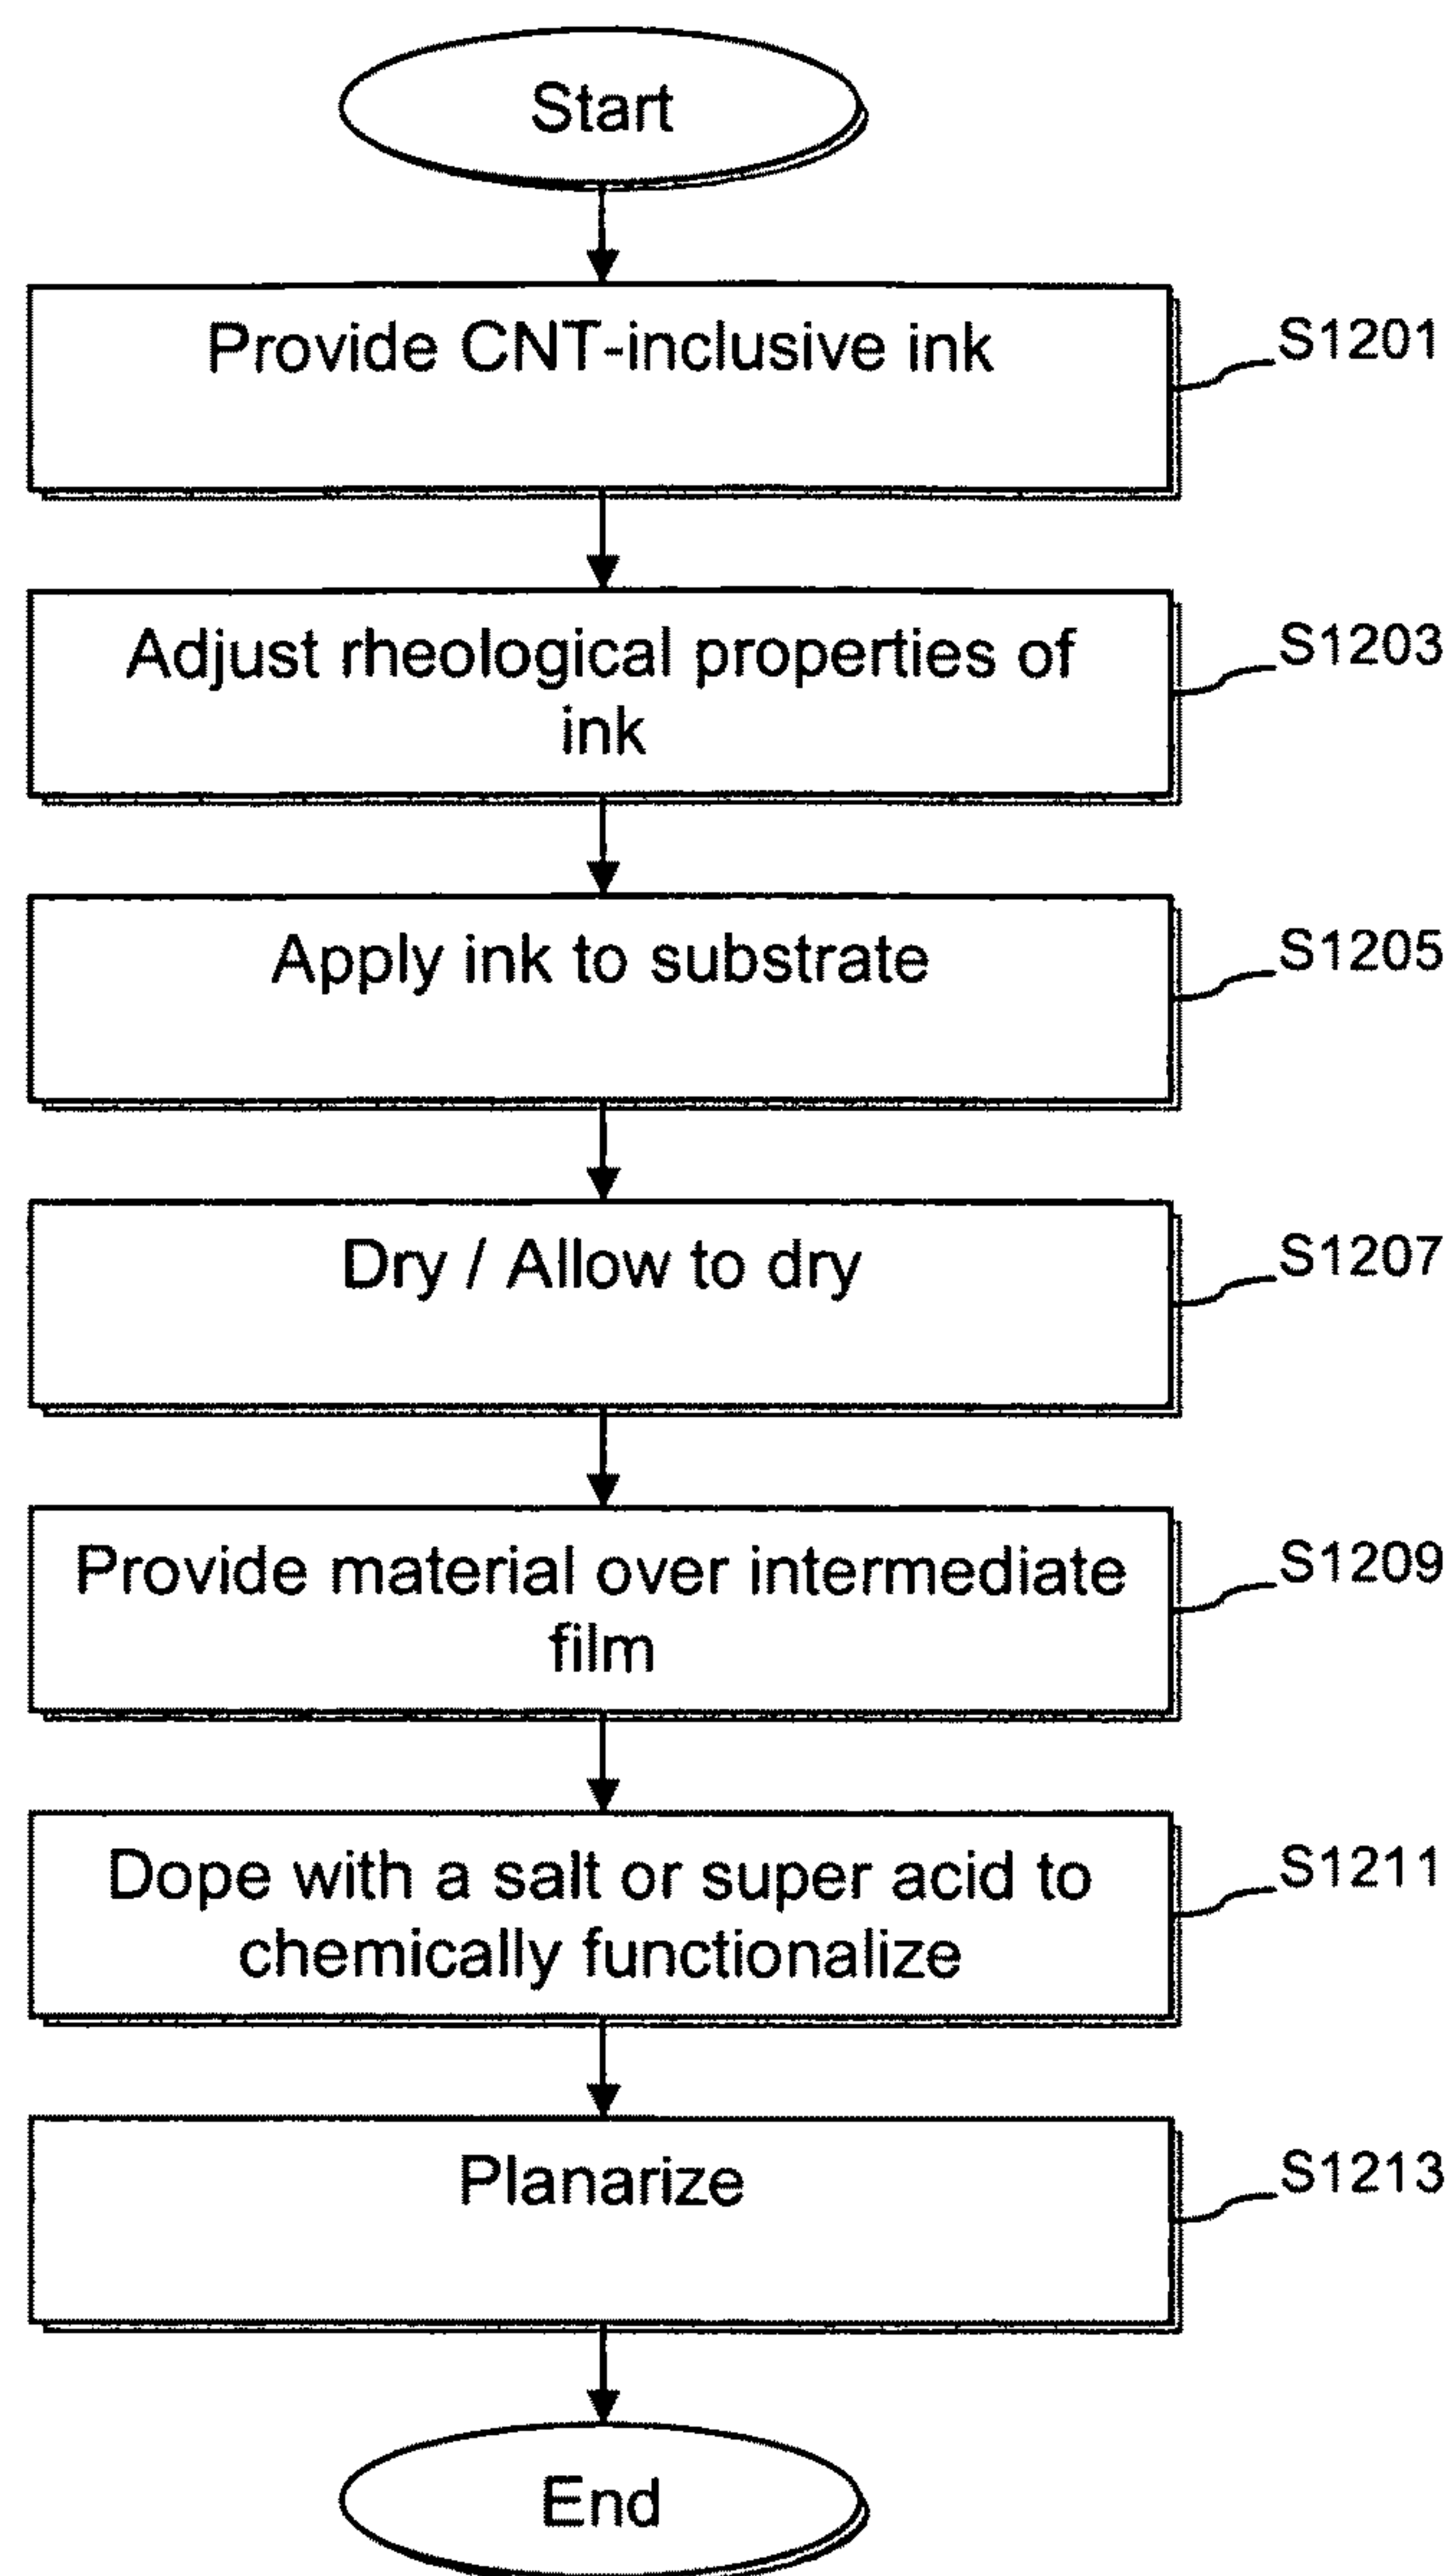 Start
Provide CNT-inclusive ink
S1201
Adjust rheological properties of
ink
S1203
Apply ink to substrate
S1205
Dry / Allow to dry
S1207
Provide material over intermediate
film
S1209
Dope with a salt or super acid to
chemically functionalize
S1211
Planarize
S1213
End